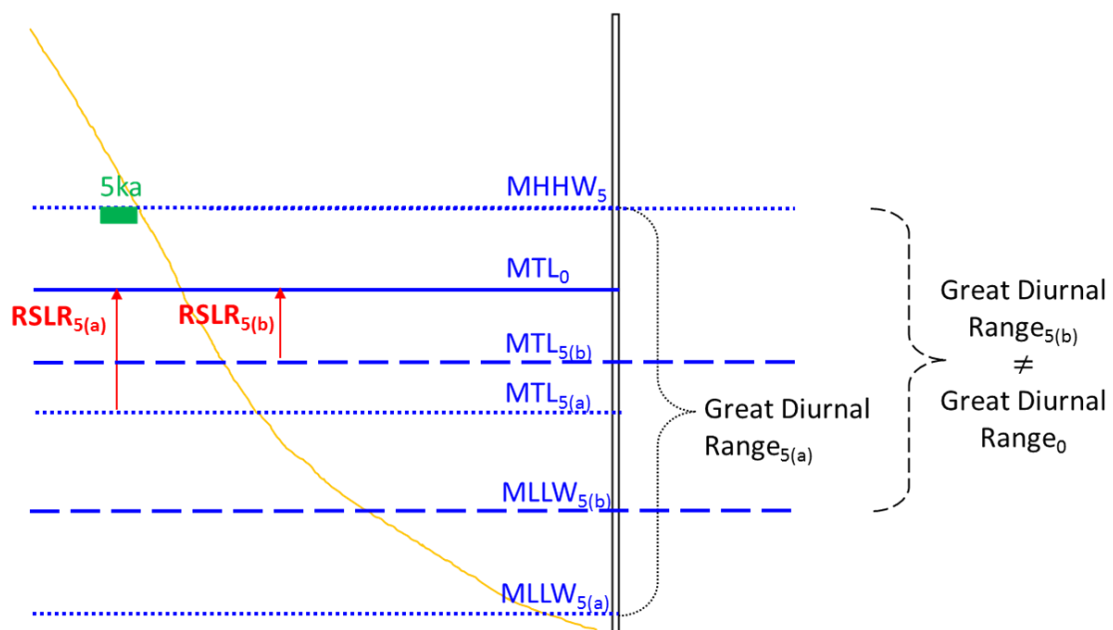 5ka
MHHW₅
MTL₀
RSLR₅₍ₐ₎
RSLR₅₍b₎
MTL₅₍b₎
MTL₅₍ₐ₎
MLLW₅₍b₎
MLLW₅₍ₐ₎
Great Diurnal
Range₅₍ₐ₎
Great Diurnal
Range₅₍b₎
≠
Great Diurnal
Range₀